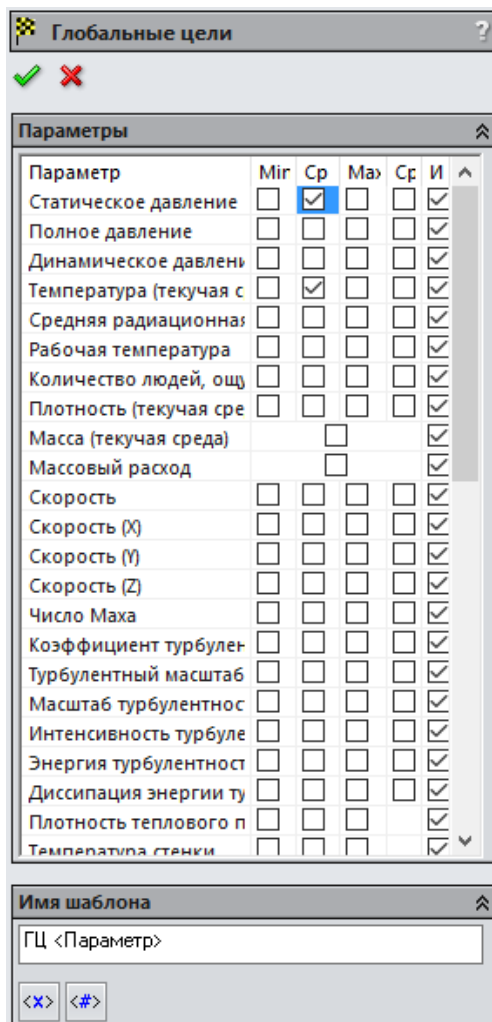 Глобальные цели ?
Параметры
Параметр Mir Ср Max Ср И
Статическое давление
Полное давление
Динамическое давлени
Температура (текучая с
Средняя радиационная
Рабочая температура
Количество людей, ощу
Плотность (текучая сре
Масса (текучая среда)
Массовый расход
Скорость
Скорость (X)
Скорость (Y)
Скорость (Z)
Число Маха
Коэффициент турбулен
Турбулентный масштаб
Масштаб турбулентнос
Интенсивность турбуле
Энергия турбулентност
Диссипация энергии ту
Плотность теплового п
Температура стенки
Имя шаблона
ГЦ <Параметр>
<x> <#>